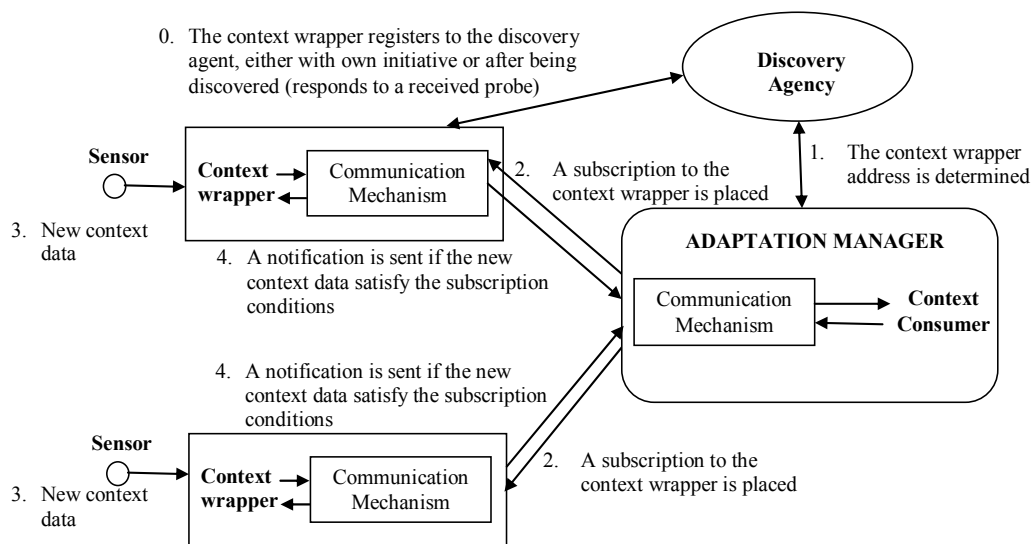 0. The context wrapper registers to the discovery
agent, either with own initiative or after being
discovered (responds to a received probe)
Discovery
Agency
1. The context wrapper
address is determined
Sensor
Context
wrapper
Communication
Mechanism
2. A subscription to the
context wrapper is placed
3. New context
data
4. A notification is sent if the new
context data satisfy the subscription
conditions
ADAPTATION MANAGER
Communication
Mechanism
Context
Consumer
4. A notification is sent if the new
context data satisfy the subscription
conditions
Sensor
Context
wrapper
Communication
Mechanism
2. A subscription to the
context wrapper is placed
3. New context
data